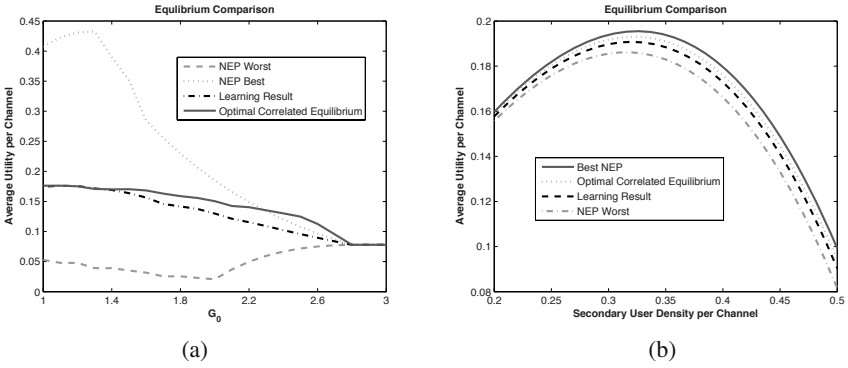 Equlibrium Comparison
0.45
0.4
0.35
0.3
0.25
0.2
0.15
0.1
0.05
0
Average Utility per Channel
NEP Worst
NEP Best
Learning Result
Optimal Correlated Equilibrium
1
1.4
1.8
2.2
2.6
3
G0
(a)
Equilibrium Comparison
0.2
0.18
0.16
0.14
0.12
0.1
0.08
Average Utility per Channel
Best NEP
Optimal Correlated Equilibrium
Learning Result
NEP Worst
0.2
0.25
0.3
0.35
0.4
0.45
0.5
Secondary User Density per Channel
(b)